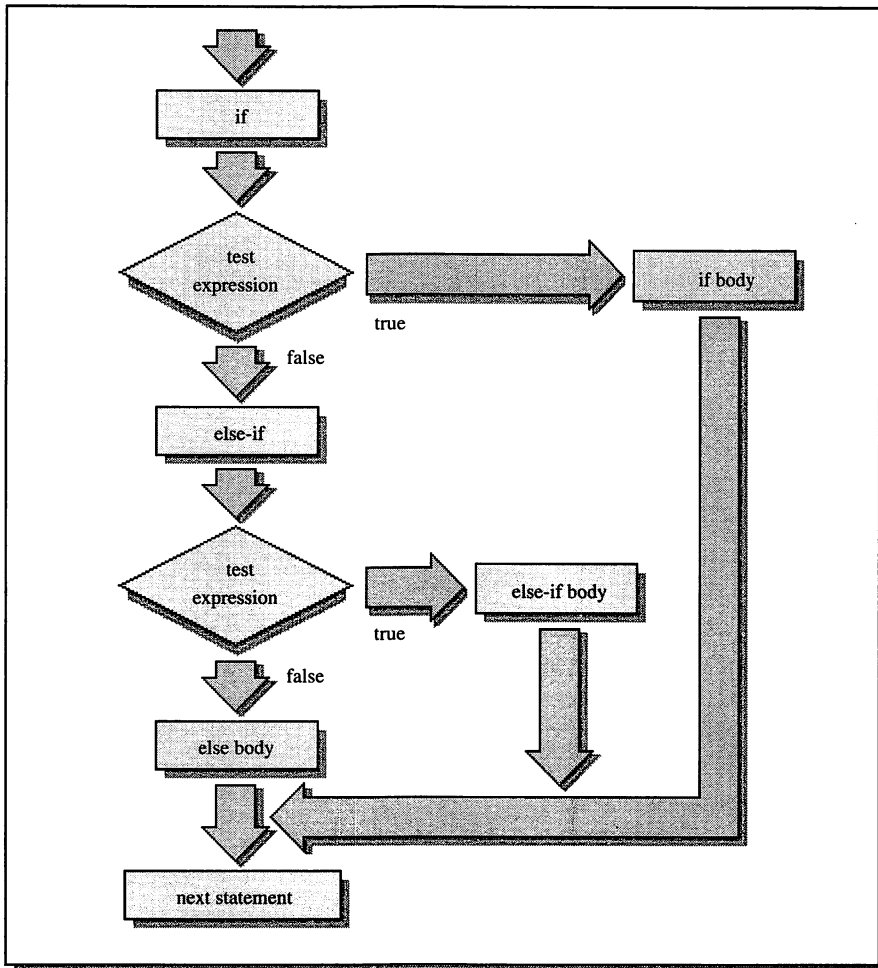 if
test
expression
true
if body
false
else-if
test
expression
true
else-if body
false
else body
next statement